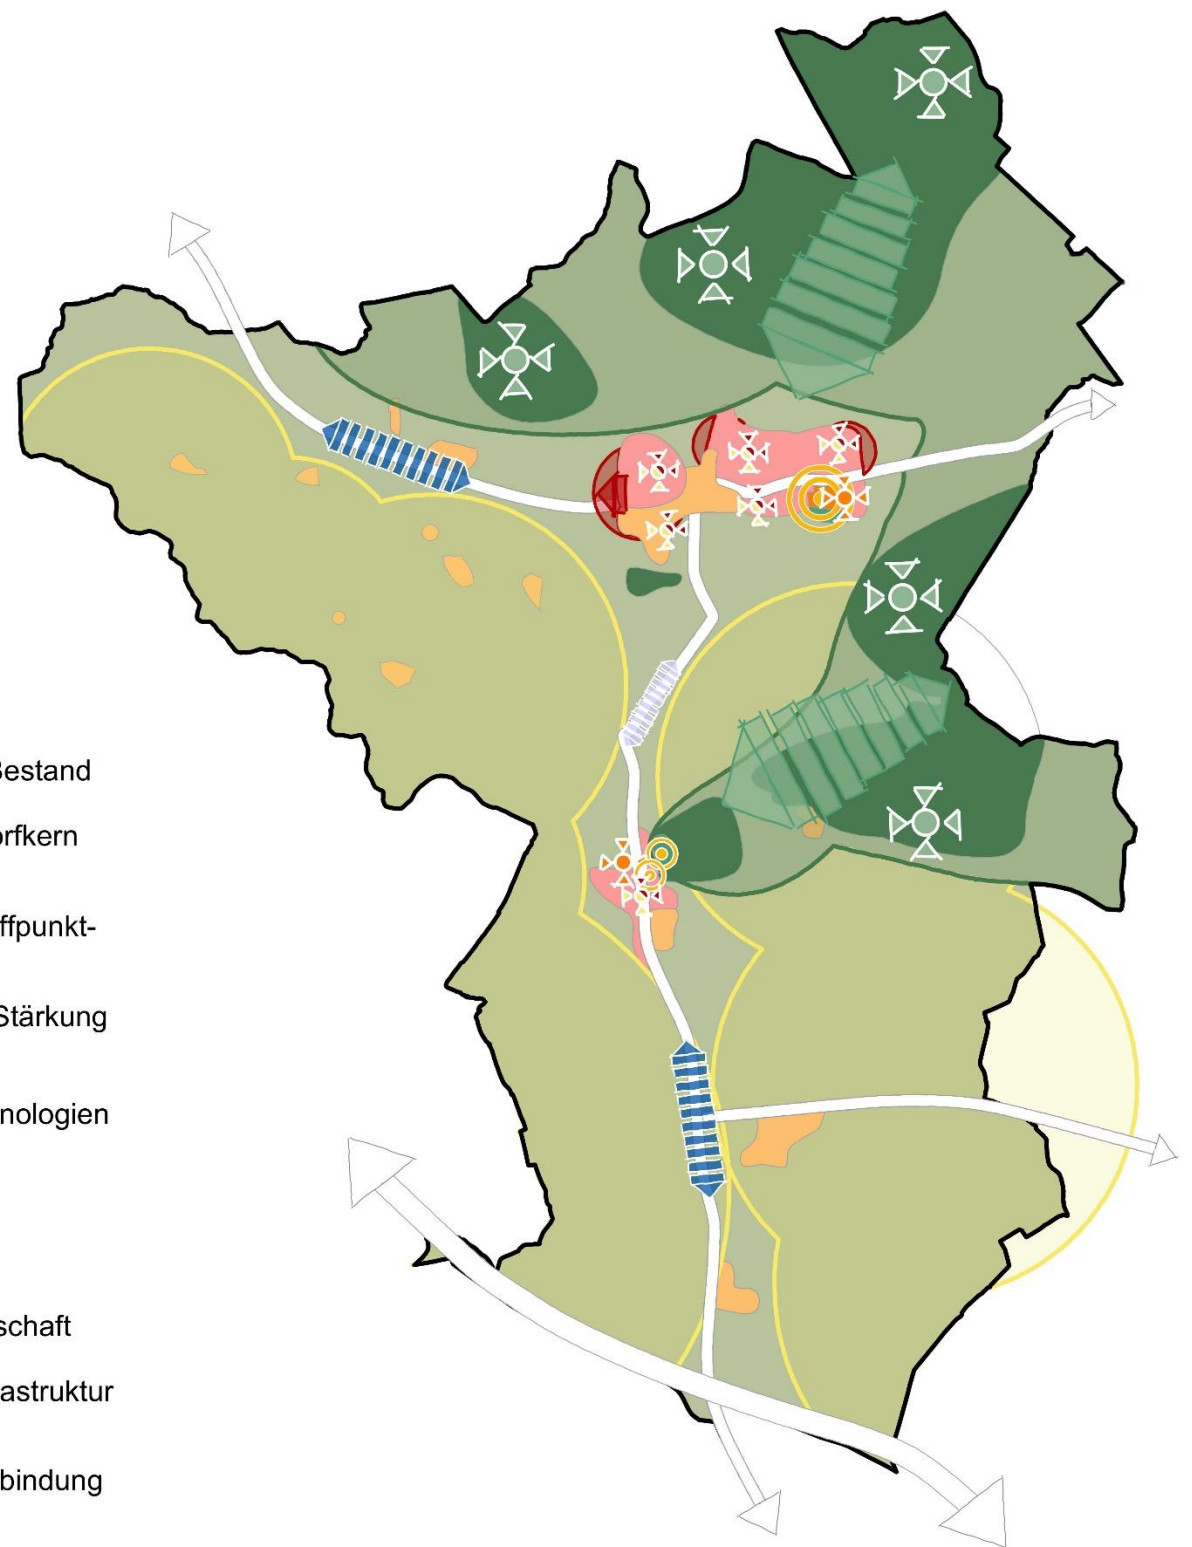 Bestand
rfkern
ffpunkt-
Stärkung
nologien
schaft
astruktur
bindung